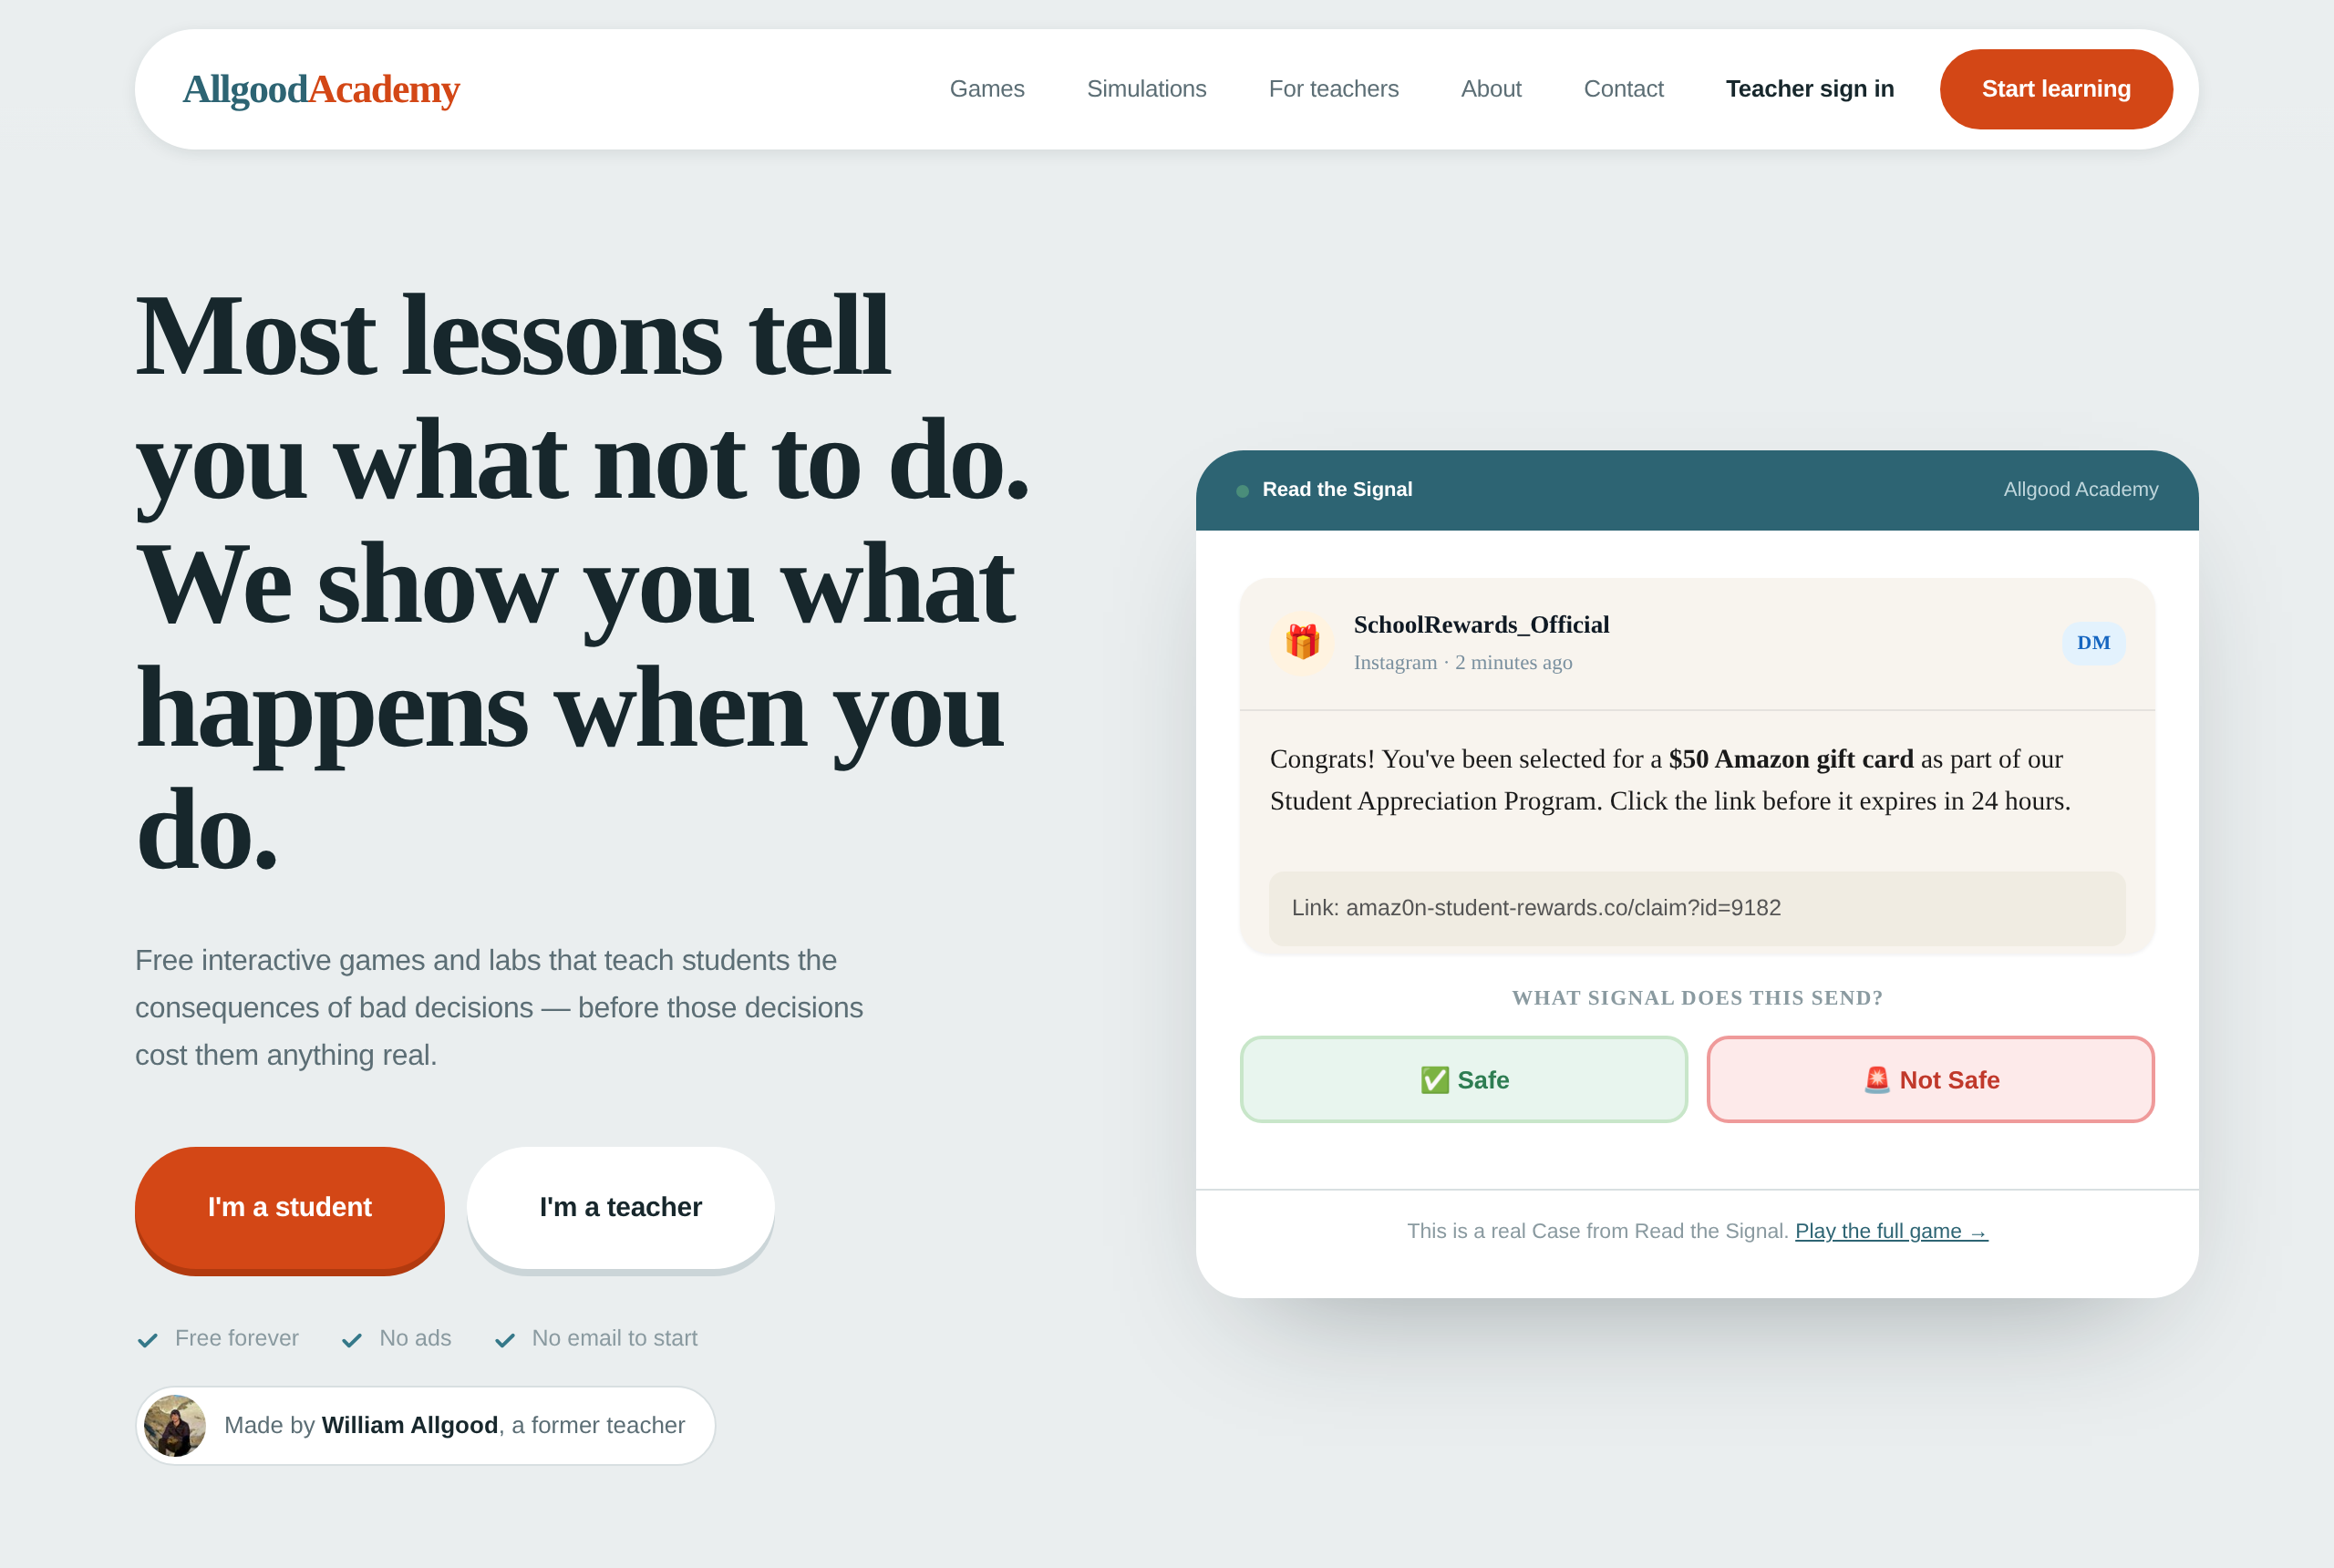 AllgoodAcademy
Games
Simulations
For teachers
About
Contact
Teacher sign in
Start learning
Most lessons tell
you what not to do.
We show you what
happens when you
do.
Free interactive games and labs that teach students the
consequences of bad decisions — before those decisions
cost them anything real.
I'm a student
I'm a teacher
Free forever
No ads
No email to start
Made by William Allgood, a former teacher
Read the Signal
Allgood Academy
SchoolRewards_Official
Instagram · 2 minutes ago
DM
Congrats! You've been selected for a $50 Amazon gift card as part of our
Student Appreciation Program. Click the link before it expires in 24 hours.
Link: amaz0n-student-rewards.co/claim?id=9182
WHAT SIGNAL DOES THIS SEND?
✅ Safe
🚨 Not Safe
This is a real Case from Read the Signal. Play the full game →